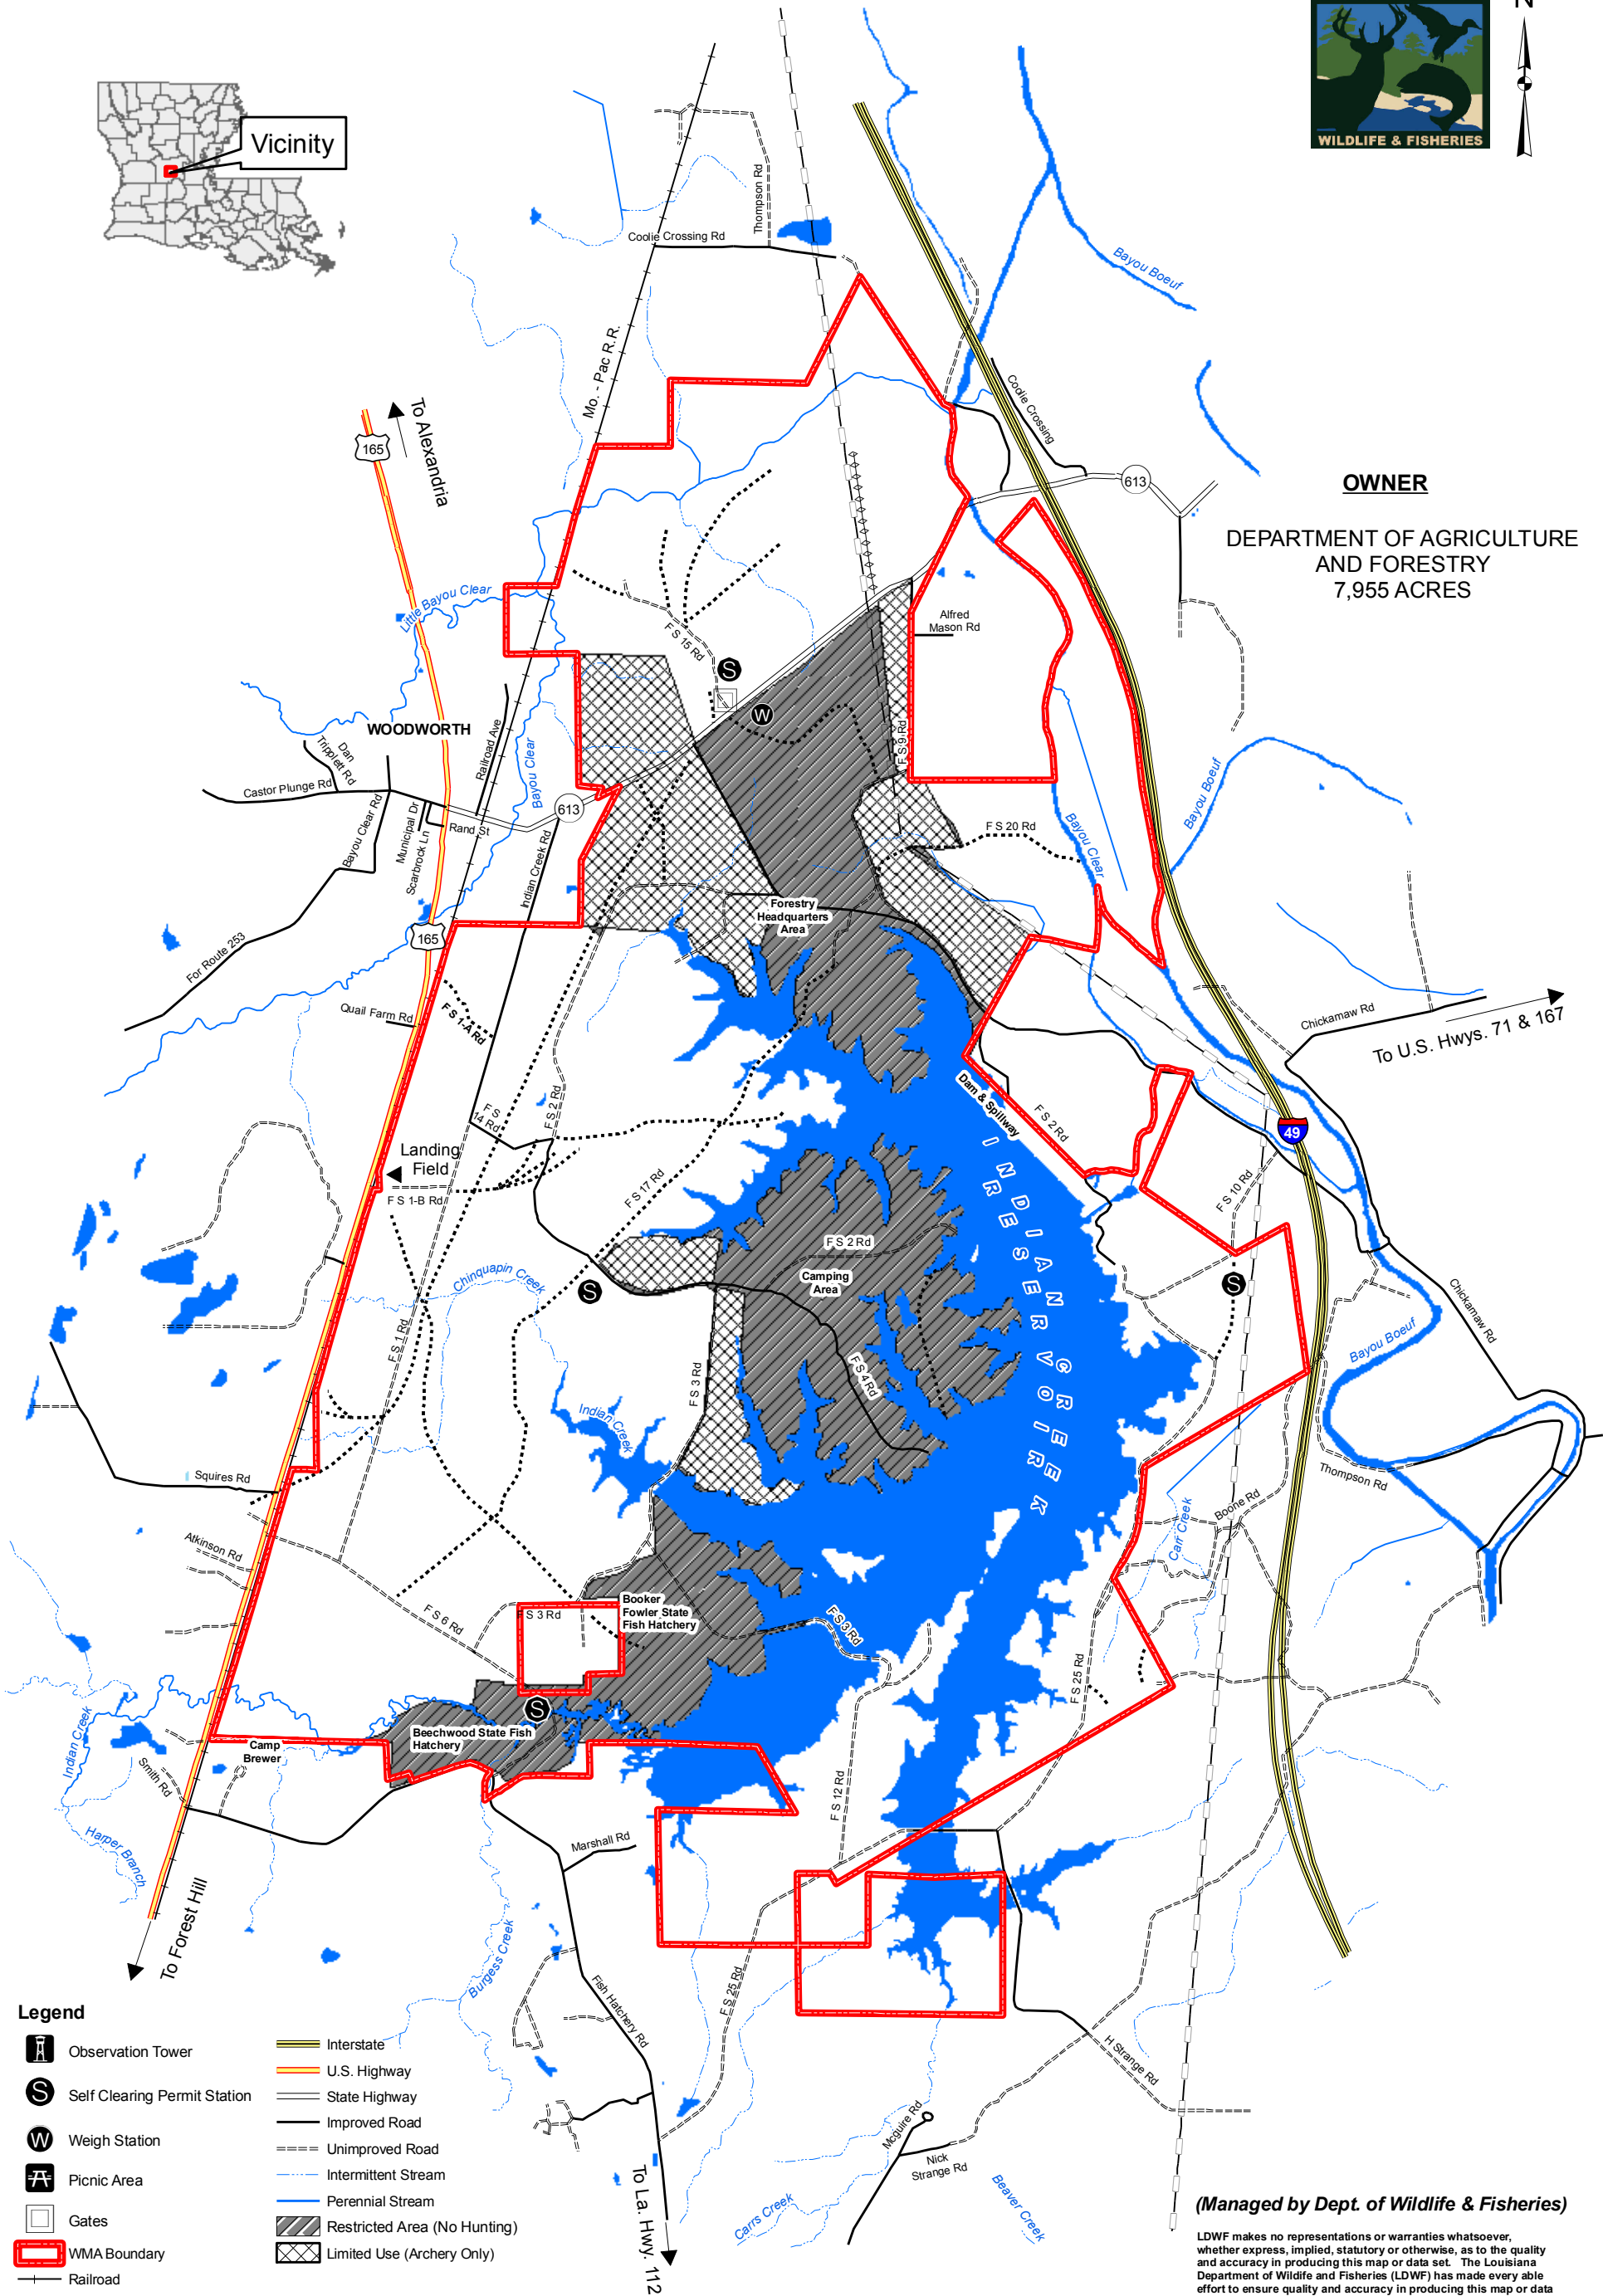 N
WILDLIFE & FISHERIES
Vicinity
Thompson Rd
Coolie Crossing Rd
Bayou Boeuf
Mo. - Pac R.R.
To Alexandria
165
Coolie Crossing
613
OWNER
DEPARTMENT OF AGRICULTURE
AND FORESTRY
7,955 ACRES
Little Bayou Clear
Alfred
Mason Rd
F S 15 Rd
S
W
WOODWORTH
Railroad Ave
Bayou Clear
F S 9 Rd
Dan
Tripplett Rd
Castor Plunge Rd
Bayou Clear Rd
Municipal Dr
Scarbrock Ln
Rand St
613
Indian Creek Rd
F S 20 Rd
Bayou Clear
Bayou Boeuf
Forestry
Headquarters
Area
165
For Route 253
Quail Farm Rd
F S 1-A Rd
Chickamaw Rd
To U.S. Hwys. 71 & 167
F S 2 Rd
F S
14 Rd
Dam & Spillway
F S 2 Rd
49
Landing
Field
F S 1-B Rd
F S 17 Rd
F S 10 Rd
INDIAN CREEK
RESERVOIR
F S 2 Rd
Camping
Area
Chinquapin Creek
S
S
Chickamaw Rd
Bayou Boeuf
F S 1 Rd
F S 3 Rd
F S 4 Rd
Indian Creek
Squires Rd
Thompson Rd
Atkinson Rd
Boone Rd
Carr Creek
F S 6 Rd
F S 3 Rd
Booker
Fowler State
Fish Hatchery
F S 3 Rd
F S 25 Rd
S
Beechwood State Fish
Hatchery
Indian Creek
Camp
Brewer
Smith Rd
Harper Branch
F S 12 Rd
Marshall Rd
To Forest Hill
Burgess Creek
F S 25 Rd
Fish Hatchery Rd
H Strange Rd
Mcguire Rd
Nick
Strange Rd
Carrs Creek
Beaver Creek
To La. Hwy. 112
Legend
Observation Tower
S Self Clearing Permit Station
W Weigh Station
Picnic Area
Gates
WMA Boundary
Railroad
Interstate
U.S. Highway
State Highway
Improved Road
Unimproved Road
Intermittent Stream
Perennial Stream
Restricted Area (No Hunting)
Limited Use (Archery Only)
(Managed by Dept. of Wildlife & Fisheries)
LDWF makes no representations or warranties whatsoever,
whether express, implied, statutory or otherwise, as to the quality
and accuracy in producing this map or data set. The Louisiana
Department of Wildife and Fisheries (LDWF) has made every able
effort to ensure quality and accuracy in producing this map or data